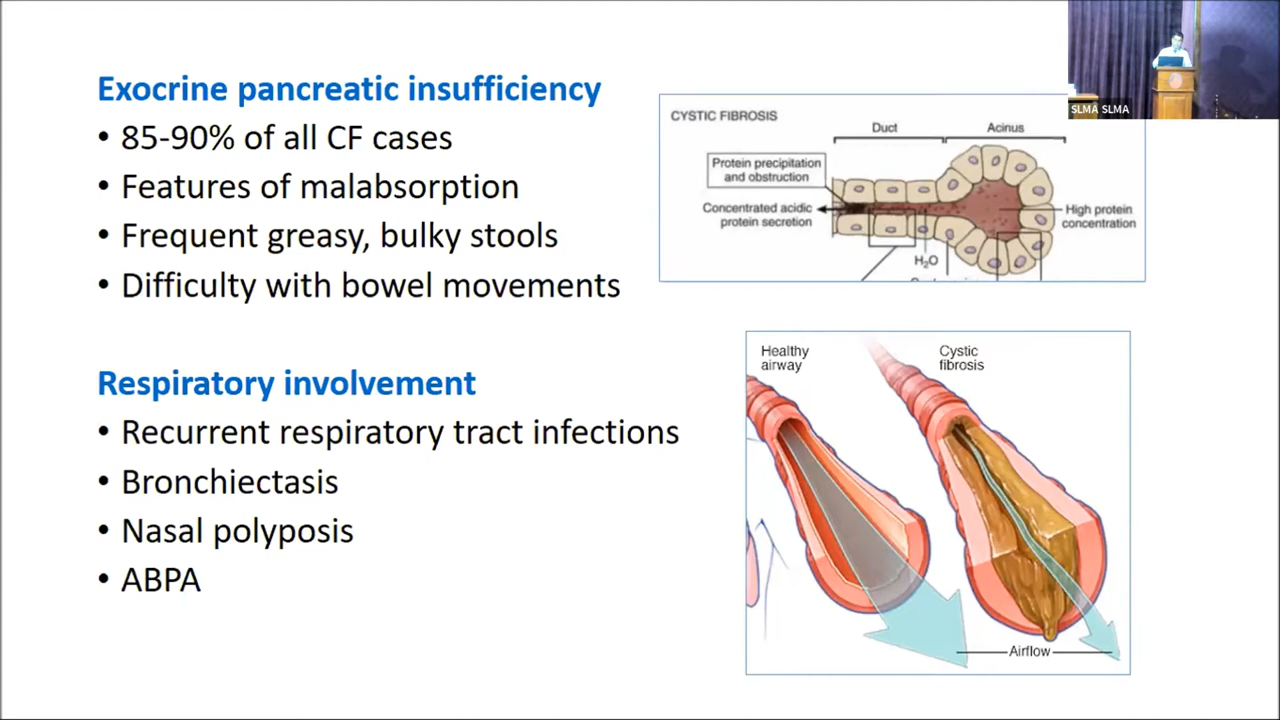 Exocrine pancreatic insufficiency
• 85-90% of all CF cases
• Features of malabsorption
• Frequent greasy, bulky stools
• Difficulty with bowel movements
Respiratory involvement
• Recurrent respiratory tract infections
• Bronchiectasis
• Nasal polyposis
• ABPA
SLMA SLMA
CYSTIC FIBROSIS
Duct
Acinus
Protein precipitation
and obstruction
Concentrated acidic
protein secretion
High protein
concentration
H₂O
Healthy
airway
Cystic
fibrosis
Airflow